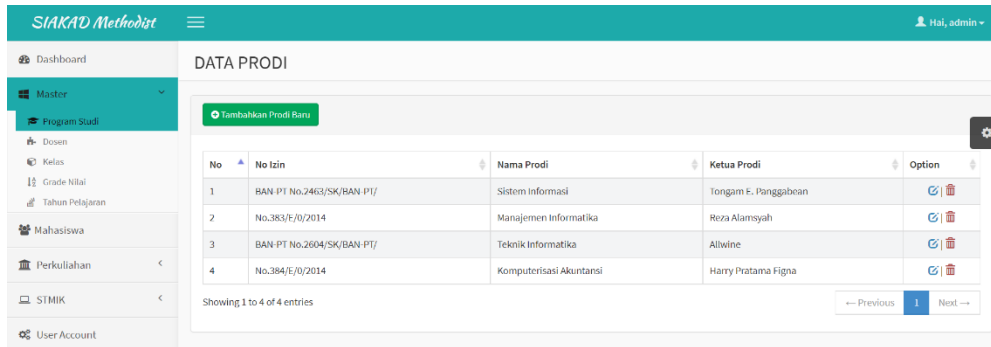 SIAKAD Methodist
Hai, admin
Dashboard
DATA PRODI
Master
Program Studi
Dosen
Kelas
Grade Nilai
Tahun Pelajaran
Mahasiswa
Perkuliahan
STMIK
User Account
Tambahkan Prodi Baru
No No Izin Nama Prodi Ketua Prodi Option
1 BAN-PT No.2463/SK/BAN-PT/ Sistem Informasi Tongam E. Panggabean
2 No.383/E/0/2014 Manajemen Informatika Reza Alamsyah
3 BAN-PT No.2604/SK/BAN-PT/ Teknik Informatika Allwine
4 No.384/E/0/2014 Komputerisasi Akuntansi Harry Pratama Figna
Showing 1 to 4 of 4 entries
← Previous 1 Next →